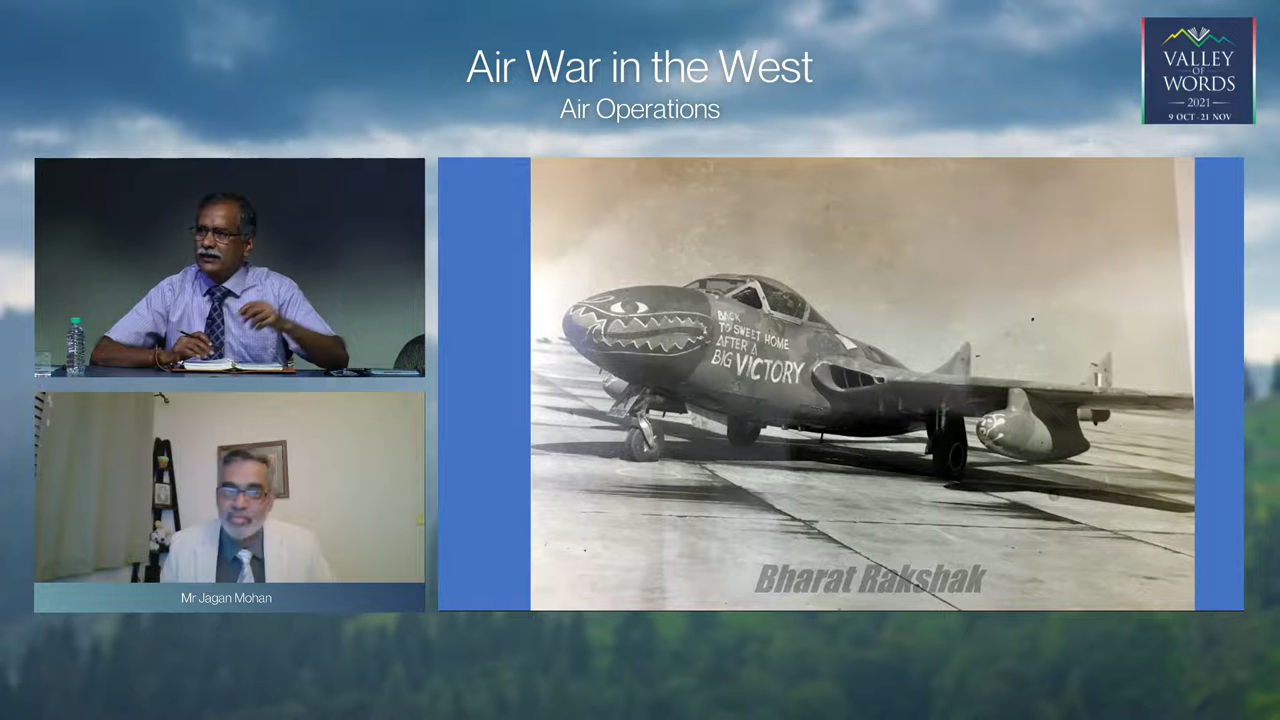 Air War in the West
Air Operations
VALLEY
OF
WORDS
2021
9 OCT - 21 NOV
BACK
TO SWEET HOME
AFTER A
BIG VICTORY
Bharat Rakshak
Mr Jagan Mohan